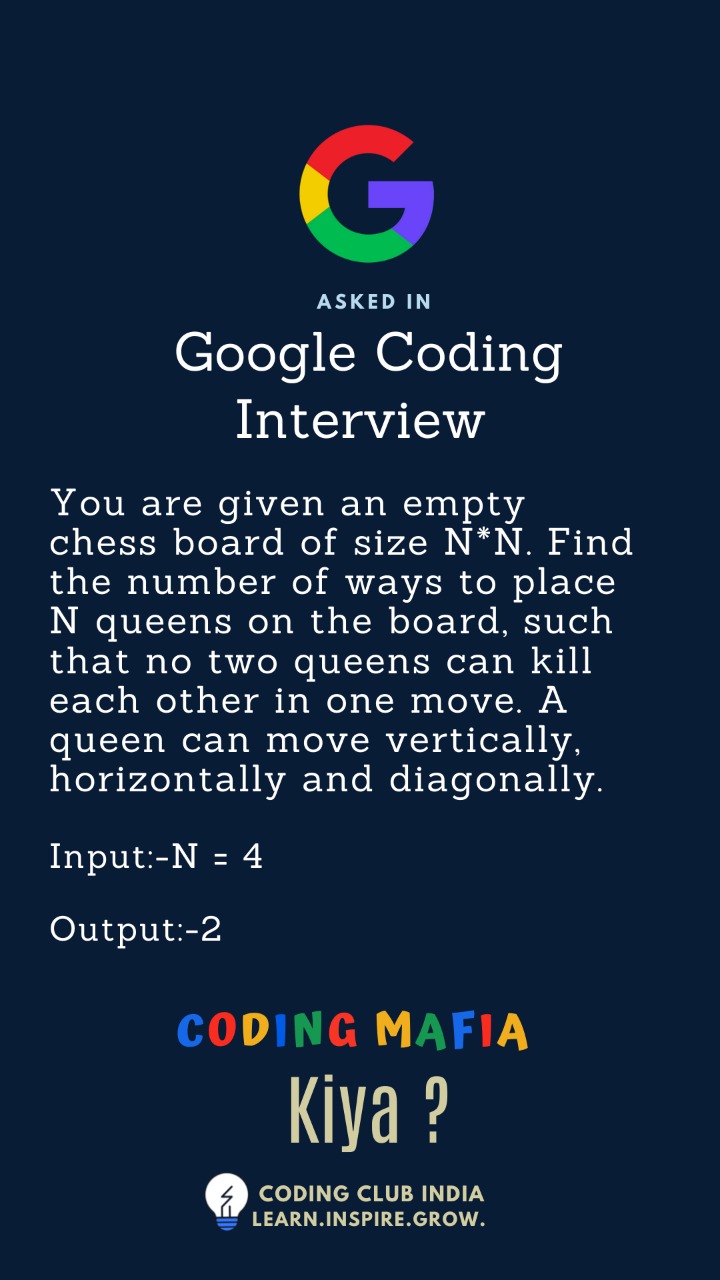 ASKED IN
Google Coding
Interview
You are given an empty
chess board of size N*N. Find
the number of ways to place
N queens on the board, such
that no two queens can kill
each other in one move. A
queen can move vertically,
horizontally and diagonally.
Input:-N = 4
Output:-2
CODING MAFIA
Kiya ?
CODING CLUB INDIA
LEARN.INSPIRE.GROW.